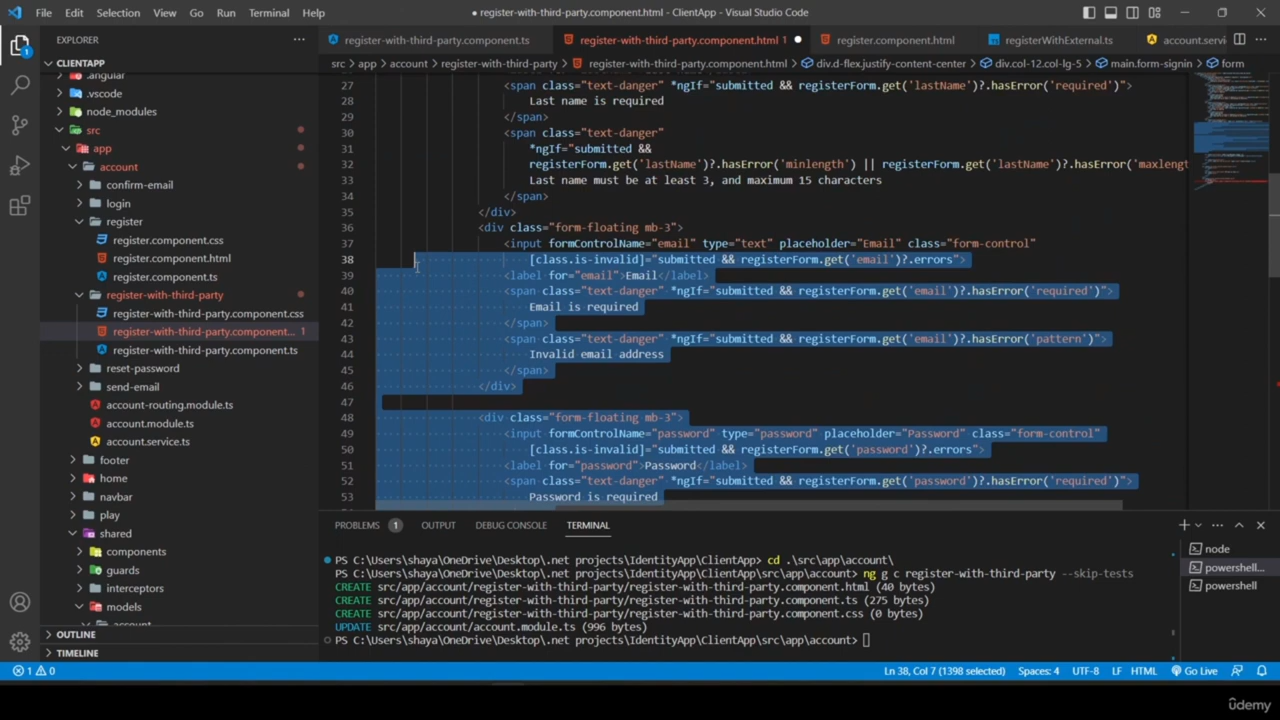 File Edit Selection View Go Run Terminal Help
register-with-third-party.component.html - ClientApp - Visual Studio Code
EXPLORER
register-with-third-party.component.ts
register-with-third-party.component.html 1
register.component.html
registerWithExternal.ts
account.servi
CLIENTAPP
src > app > account > register-with-third-party > register-with-third-party.component.html > div.d-flex.justify-content-center > div.col-12.col-lg-5 > main.form-signin > form
.angular
.vscode
node_modules
src
app
account
confirm-email
login
register
register.component.css
register.component.html
register.component.ts
register-with-third-party
register-with-third-party.component.css
register-with-third-party.component... 1
register-with-third-party.component.ts
reset-password
send-email
account-routing.module.ts
account.module.ts
account.service.ts
footer
home
navbar
play
shared
components
guards
interceptors
models
OUTLINE
TIMELINE
27 <span class="text-danger" *ngIf="submitted && registerForm.get('lastName')?.hasError('required')">
28 Last name is required
29 </span>
30 <span class="text-danger"
31 *ngIf="submitted &&
32 registerForm.get('lastName')?.hasError('minlength') || registerForm.get('lastName')?.hasError('maxlength
33 Last name must be at least 3, and maximum 15 characters
34 </span>
35 </div>
36 <div class="form-floating mb-3">
37 <input formControlName="email" type="text" placeholder="Email" class="form-control"
38 [class.is-invalid]="submitted && registerForm.get('email')?.errors">
39 <label for="email">Email</label>
40 <span class="text-danger" *ngIf="submitted && registerForm.get('email')?.hasError('required')">
41 Email is required
42 </span>
43 <span class="text-danger" *ngIf="submitted && registerForm.get('email')?.hasError('pattern')">
44 Invalid email address
45 </span>
46 </div>
47
48 <div class="form-floating mb-3">
49 <input formControlName="password" type="password" placeholder="Password" class="form-control"
50 [class.is-invalid]="submitted && registerForm.get('password')?.errors">
51 <label for="password">Password</label>
52 <span class="text-danger" *ngIf="submitted && registerForm.get('password')?.hasError('required')">
53 Password is required
PROBLEMS 1 OUTPUT DEBUG CONSOLE TERMINAL
PS C:\Users\shaya\OneDrive\Desktop\.net projects\IdentityApp\ClientApp> cd .\src\app\account\
PS C:\Users\shaya\OneDrive\Desktop\.net projects\IdentityApp\ClientApp\src\app\account> ng g c register-with-third-party --skip-tests
CREATE src/app/account/register-with-third-party/register-with-third-party.component.html (40 bytes)
CREATE src/app/account/register-with-third-party/register-with-third-party.component.ts (275 bytes)
CREATE src/app/account/register-with-third-party/register-with-third-party.component.css (0 bytes)
UPDATE src/app/account/account.module.ts (996 bytes)
PS C:\Users\shaya\OneDrive\Desktop\.net projects\IdentityApp\ClientApp\src\app\account>
node
powershell...
powershell
1 0
Ln 38, Col 7 (1398 selected) Spaces: 4 UTF-8 LF HTML Go Live
ûdemy